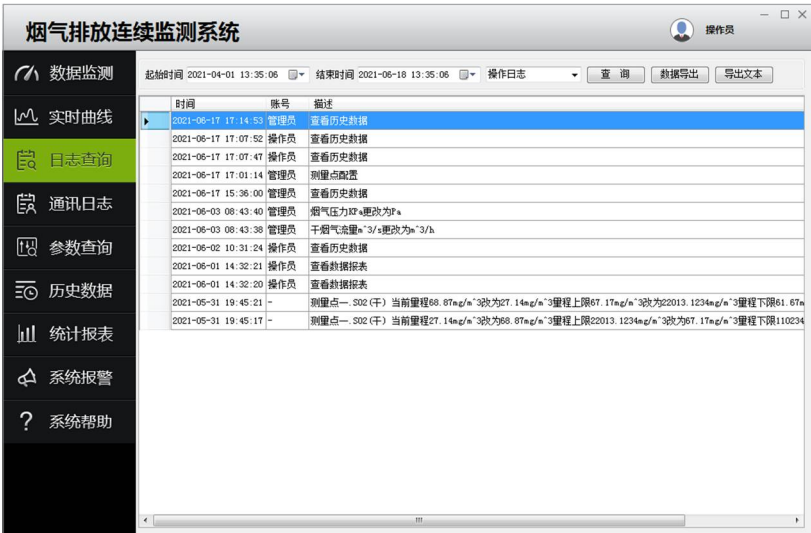 烟气排放连续监测系统
操作员
数据监测
实时曲线
日志查询
通讯日志
参数查询
历史数据
统计报表
系统报警
系统帮助
起始时间 2021-04-01 13:35:06 结束时间 2021-06-18 13:35:06 操作日志 查 询 数据导出 导出文本
时间 账号 描述
2021-06-17 17:14:53 管理员 查看历史数据
2021-06-17 17:07:52 操作员 查看历史数据
2021-06-17 17:07:47 操作员 查看历史数据
2021-06-17 17:01:14 管理员 测量点配置
2021-06-17 15:36:00 管理员 查看历史数据
2021-06-03 08:43:40 管理员 烟气压力KPa更改为Pa
2021-06-03 08:43:38 管理员 干烟气流量m^3/s更改为m^3/h
2021-06-02 10:31:24 操作员 查看历史数据
2021-06-01 14:32:21 操作员 查看数据报表
2021-06-01 14:32:20 操作员 查看数据报表
2021-05-31 19:45:21 - 测量点一.SO2(干) 当前量程68.87mg/m^3改为27.14mg/m^3量程上限67.17mg/m^3改为22013.1234mg/m^3量程下限61.67m
2021-05-31 19:45:17 - 测量点一.SO2(干) 当前量程27.14mg/m^3改为68.87mg/m^3量程上限22013.1234mg/m^3改为67.17mg/m^3量程下限110234